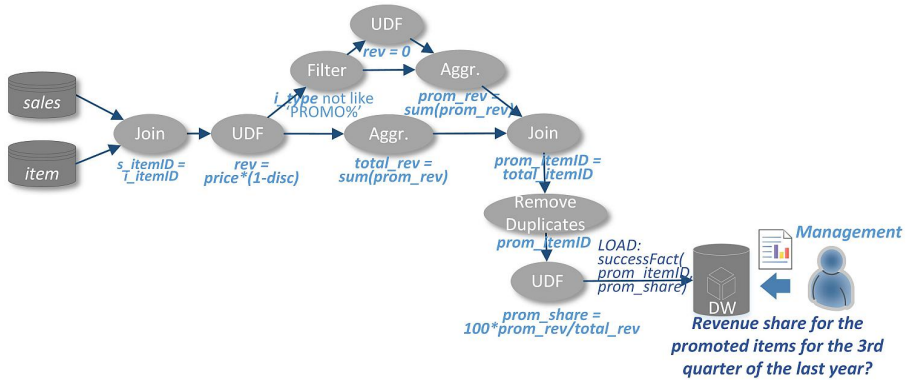 UDF
rev = 0
Filter
Aggr.
i_type not like
'PROMO%'
prom_rev =
sum(prom_rev)
sales
Join
UDF
Aggr.
Join
item
s_itemID =
i_itemID
rev =
price*(1-disc)
total_rev =
sum(prom_rev)
prom_itemID =
total_itemID
Remove
Duplicates
prom_itemID
UDF
prom_share =
100*prom_rev/total_rev
LOAD:
successFact(
prom_itemID,
prom_share)
DW
Management
Revenue share for the
promoted items for the 3rd
quarter of the last year?